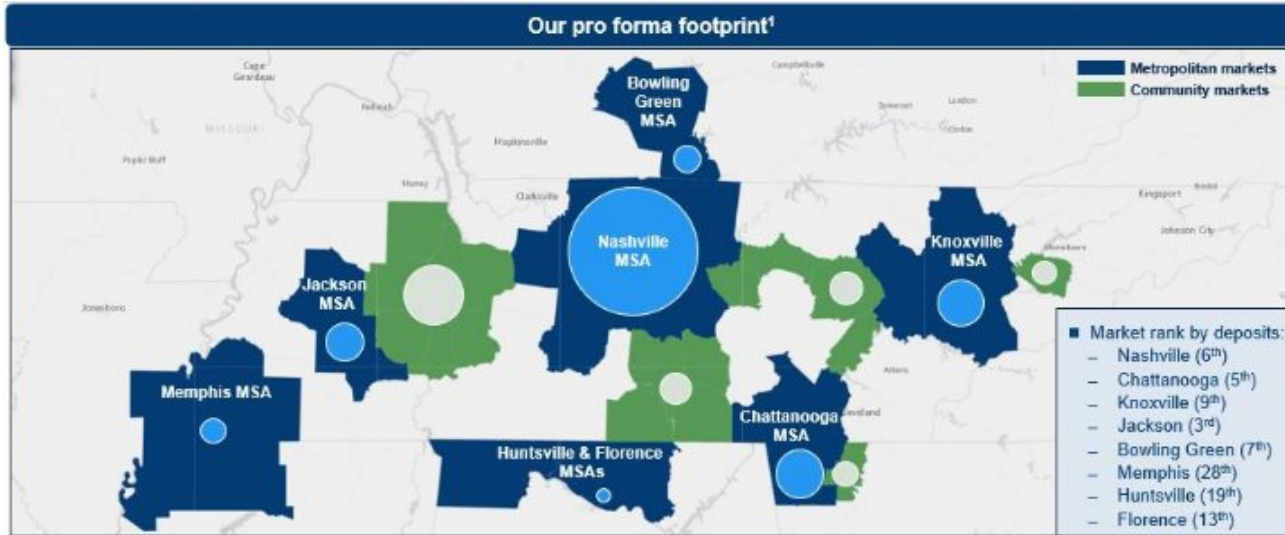 Our pro forma footprint¹
Metropolitan markets
Community markets
Cape
Girardeau
Campbellsville
Bowling
Green
MSA
MISSOURI
Paducah
Somerset
London
Corbin
Poplar Bluff
Hopkinsville
Murray
Clarksville
Kingsport
Bristol
Johnson City
Nashville
MSA
Knoxville
MSA
Morristown
Jackson
MSA
Jonesboro
Memphis MSA
Athens
Cleveland
Chattanooga
MSA
Huntsville & Florence
MSAs
■ Market rank by deposits:
– Nashville (6th)
– Chattanooga (5th)
– Knoxville (9th)
– Jackson (3rd)
– Bowling Green (7th)
– Memphis (28th)
– Huntsville (19th)
– Florence (13th)